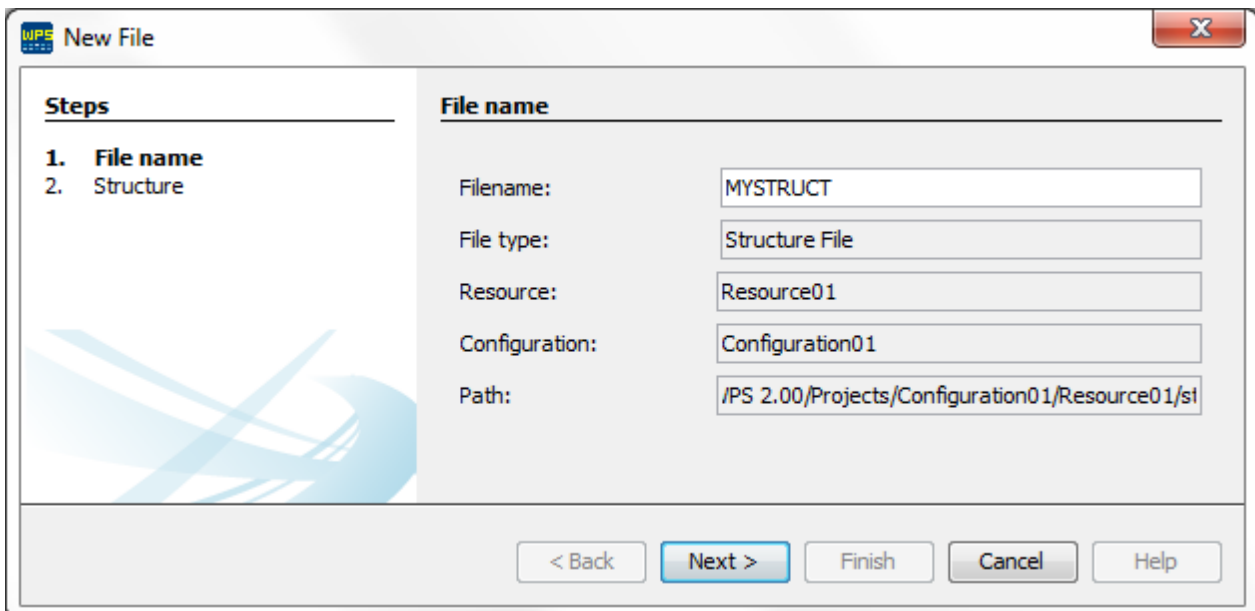 WPS New File
Steps
1. File name
2. Structure
File name
Filename: MYSTRUCT
File type: Structure File
Resource: Resource01
Configuration: Configuration01
Path: /PS 2.00/Projects/Configuration01/Resource01/st
< Back Next > Finish Cancel Help